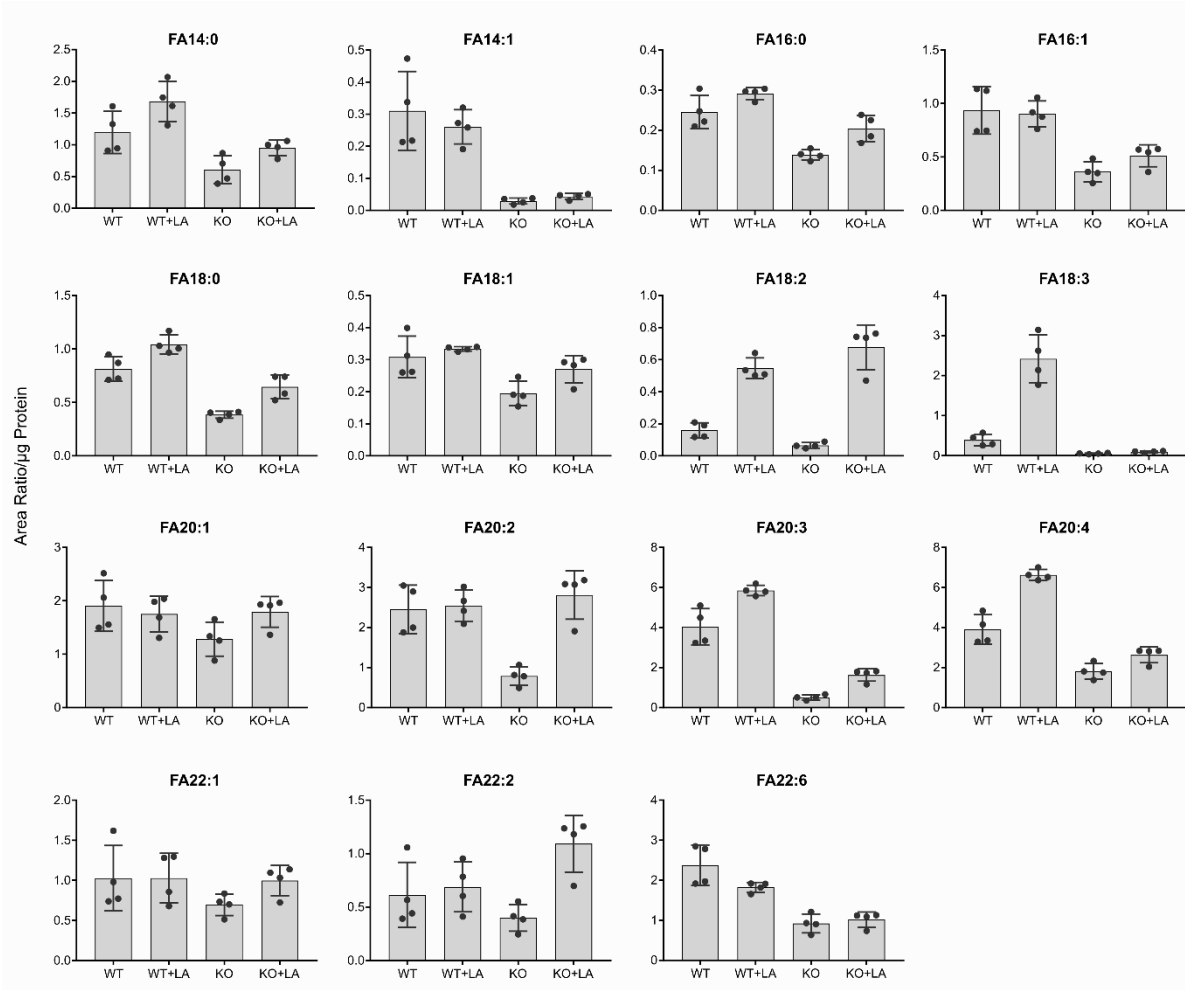 FA14:0
FA14:1
FA16:0
FA16:1
2.5
2.0
1.5
1.0
0.5
0.0
WT
WT+LA
KO
KO+LA
0.5
0.4
0.3
0.2
0.1
0.0
WT
WT+LA
KO
KO+LA
0.4
0.3
0.2
0.1
0.0
WT
WT+LA
KO
KO+LA
1.5
1.0
0.5
0.0
WT
WT+LA
KO
KO+LA
Area Ratio/µg Protein
FA18:0
FA18:1
FA18:2
FA18:3
1.5
1.0
0.5
0.0
WT
WT+LA
KO
KO+LA
0.5
0.4
0.3
0.2
0.1
0.0
WT
WT+LA
KO
KO+LA
1.0
0.8
0.6
0.4
0.2
0.0
WT
WT+LA
KO
KO+LA
4
3
2
1
0
WT
WT+LA
KO
KO+LA
FA20:1
FA20:2
FA20:3
FA20:4
3
2
1
0
WT
WT+LA
KO
KO+LA
4
3
2
1
0
WT
WT+LA
KO
KO+LA
8
6
4
2
0
WT
WT+LA
KO
KO+LA
8
6
4
2
0
WT
WT+LA
KO
KO+LA
FA22:1
FA22:2
FA22:6
2.0
1.5
1.0
0.5
0.0
WT
WT+LA
KO
KO+LA
1.5
1.0
0.5
0.0
WT
WT+LA
KO
KO+LA
4
3
2
1
0
WT
WT+LA
KO
KO+LA